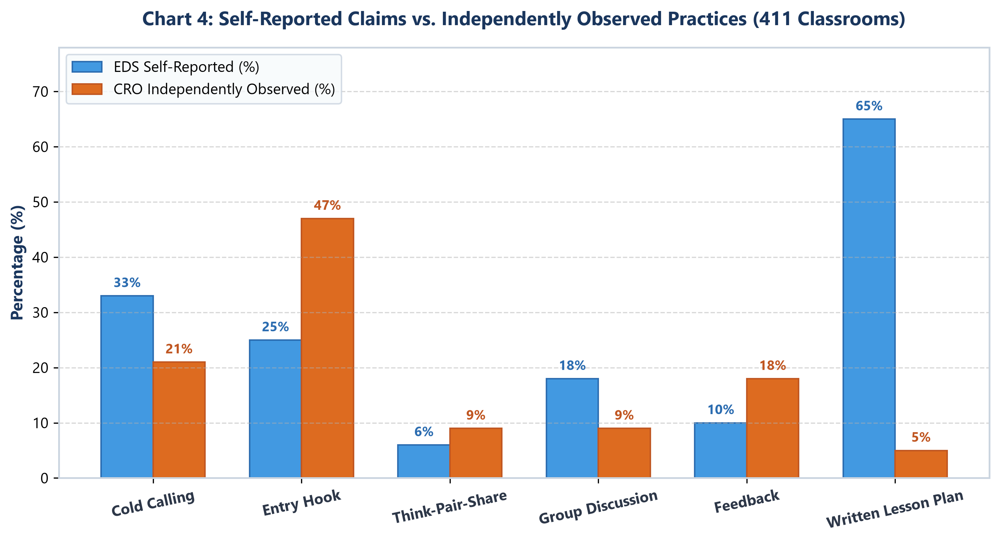 Chart 4: Self-Reported Claims vs. Independently Observed Practices (411 Classrooms)
EDS Self-Reported (%)
CRO Independently Observed (%)
Percentage (%)
70
60
50
40
30
20
10
0
33%
21%
25%
47%
6%
9%
18%
9%
10%
18%
65%
5%
Cold Calling
Entry Hook
Think-Pair-Share
Group Discussion
Feedback
Written Lesson Plan